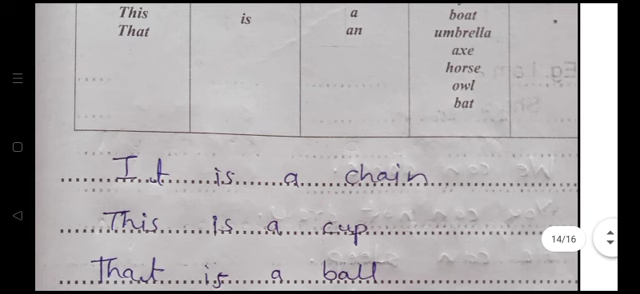 This is a boat
That an umbrella
axe
horse
owl
bat
It is a chain
This is a cup
That is a ball
14/16